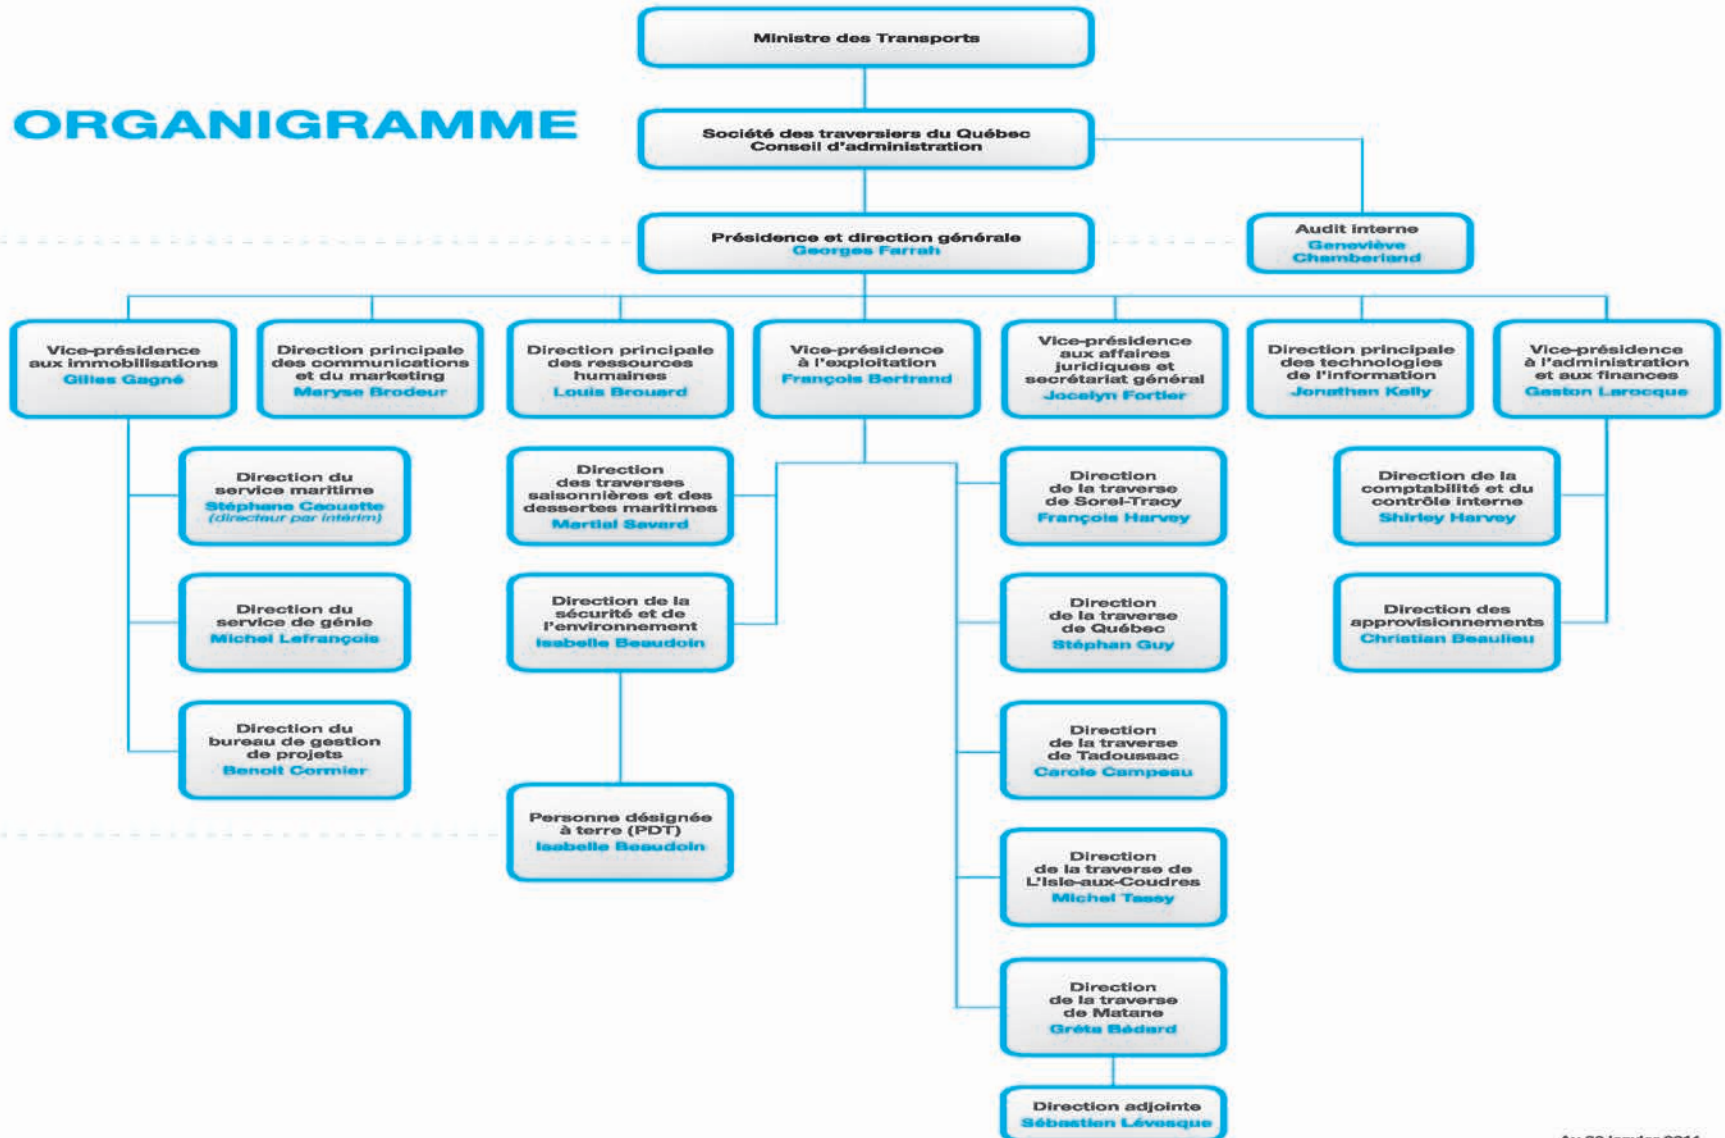 ORGANIGRAMME
Ministre des Transports
Société des traversiers du Québec
Conseil d'administration
Présidence et direction générale
Georges Farrah
Audit interne
Geneviève
Chamberland
Vice-présidence
aux immobilisations
Gilles Gagné
Direction principale
des communications
et du marketing
Maryse Brodeur
Direction principale
des ressources
humaines
Louis Brouard
Vice-présidence
à l'exploitation
François Bertrand
Vice-présidence
aux affaires
juridiques et
secrétariat général
Jocelyn Fortier
Direction principale
des technologies
de l'information
Jonathan Kelly
Vice-présidence
à l'administration
et aux finances
Gaston Larocque
Direction du
service maritime
Stéphane Caouette
(directeur par intérim)
Direction du
service de génie
Michel Lefrançois
Direction du
bureau de gestion
de projets
Benoit Cormier
Direction
des traverses
saisonnières et des
dessertes maritimes
Martial Savard
Direction de la
sécurité et de
l'environnement
Isabelle Beaudoin
Personne désignée
à terre (PDT)
Isabelle Beaudoin
Direction
de la traverse
de Sorel-Tracy
François Harvey
Direction
de la traverse
de Québec
Stéphan Guy
Direction
de la traverse
de Tadoussac
Carole Campeau
Direction
de la traverse de
L'Isle-aux-Coudres
Michel Tassy
Direction
de la traverse
de Matane
Gréta Bédard
Direction adjointe
Sébastien Lévesque
Direction de la
comptabilité et du
contrôle interne
Shirley Harvey
Direction des
approvisionnements
Christian Beaulieu